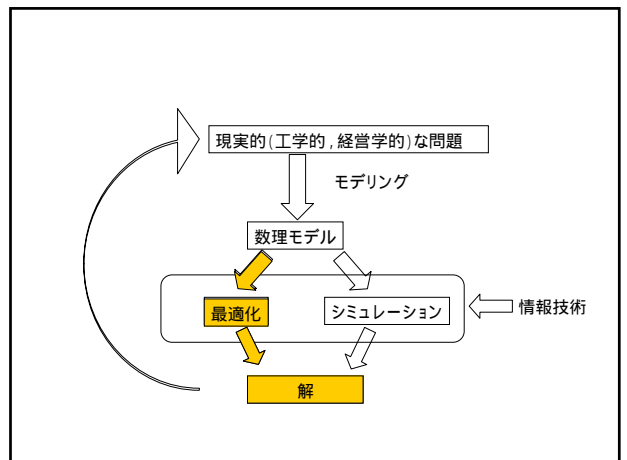 現実的(工学的,経営学的)な問題
モデリング
数理モデル
最適化
シミュレーション
情報技術
解